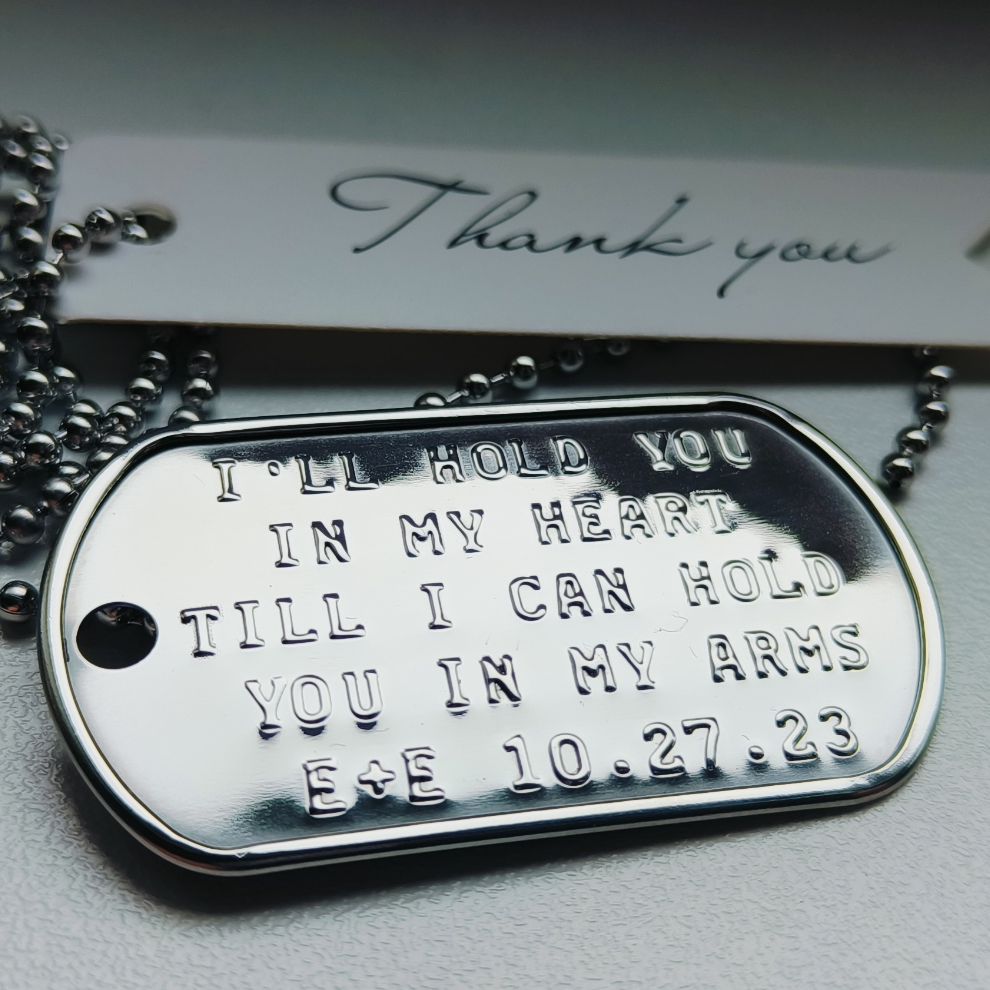 Thank you
I'LL HOLD YOU
IN MY HEART
TILL I CAN HOLD
YOU IN MY ARMS
E+E 10.27.23